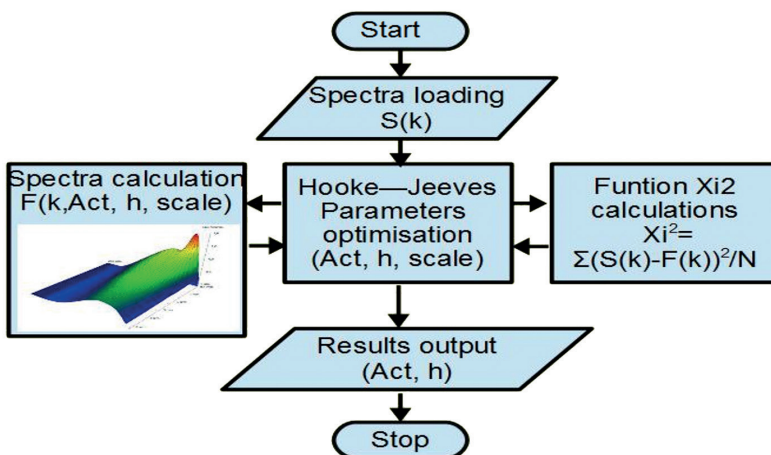 Start
Spectra loading
S(k)
Spectra calculation
F(k,Act, h, scale)
Hooke—Jeeves
Parameters
optimisation
(Act, h, scale)
Funtion Xi2
calculations
Xi²=
Σ(S(k)-F(k))²/N
Results output
(Act, h)
Stop